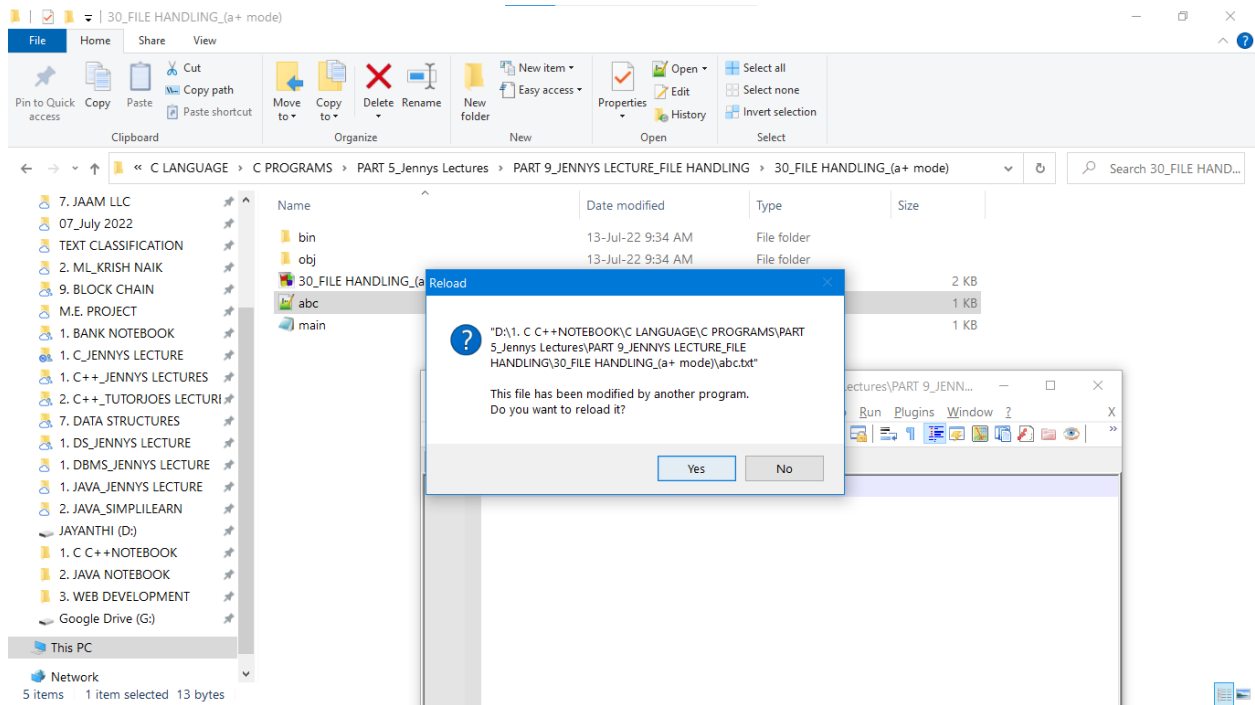 30_FILE HANDLING_(a+ mode)
File Home Share View
Pin to Quick access
Copy
Paste
Cut
Copy path
Paste shortcut
Clipboard
Move to
Copy to
Delete
Rename
Organize
New folder
New item
Easy access
New
Properties
Open
Edit
History
Open
Select all
Select none
Invert selection
Select
« C LANGUAGE > C PROGRAMS > PART 5_Jennys Lectures > PART 9_JENNYS LECTURE_FILE HANDLING > 30_FILE HANDLING_(a+ mode)
Search 30_FILE HAND...
7. JAAM LLC
07_July 2022
TEXT CLASSIFICATION
2. ML_KRISH NAIK
9. BLOCK CHAIN
M.E. PROJECT
1. BANK NOTEBOOK
1. C_JENNYS LECTURE
1. C++_JENNYS LECTURES
2. C++_TUTORJOES LECTURE
7. DATA STRUCTURES
1. DS_JENNYS LECTURE
1. DBMS_JENNYS LECTURE
1. JAVA_JENNYS LECTURE
2. JAVA_SIMPLILEARN
JAYANTHI (D:)
1. C C++NOTEBOOK
2. JAVA NOTEBOOK
3. WEB DEVELOPMENT
Google Drive (G:)
This PC
Network
Name Date modified Type Size
bin 13-Jul-22 9:34 AM File folder
obj 13-Jul-22 9:34 AM File folder
30_FILE HANDLING_(a 2 KB
abc 1 KB
main 1 KB
Reload
"D:\1. C C++NOTEBOOK\C LANGUAGE\C PROGRAMS\PART
5_Jennys Lectures\PART 9_JENNYS LECTURE_FILE
HANDLING\30_FILE HANDLING_(a+ mode)\abc.txt"
This file has been modified by another program.
Do you want to reload it?
Yes No
ectures\PART 9_JENN...
Run Plugins Window ? X
5 items 1 item selected 13 bytes